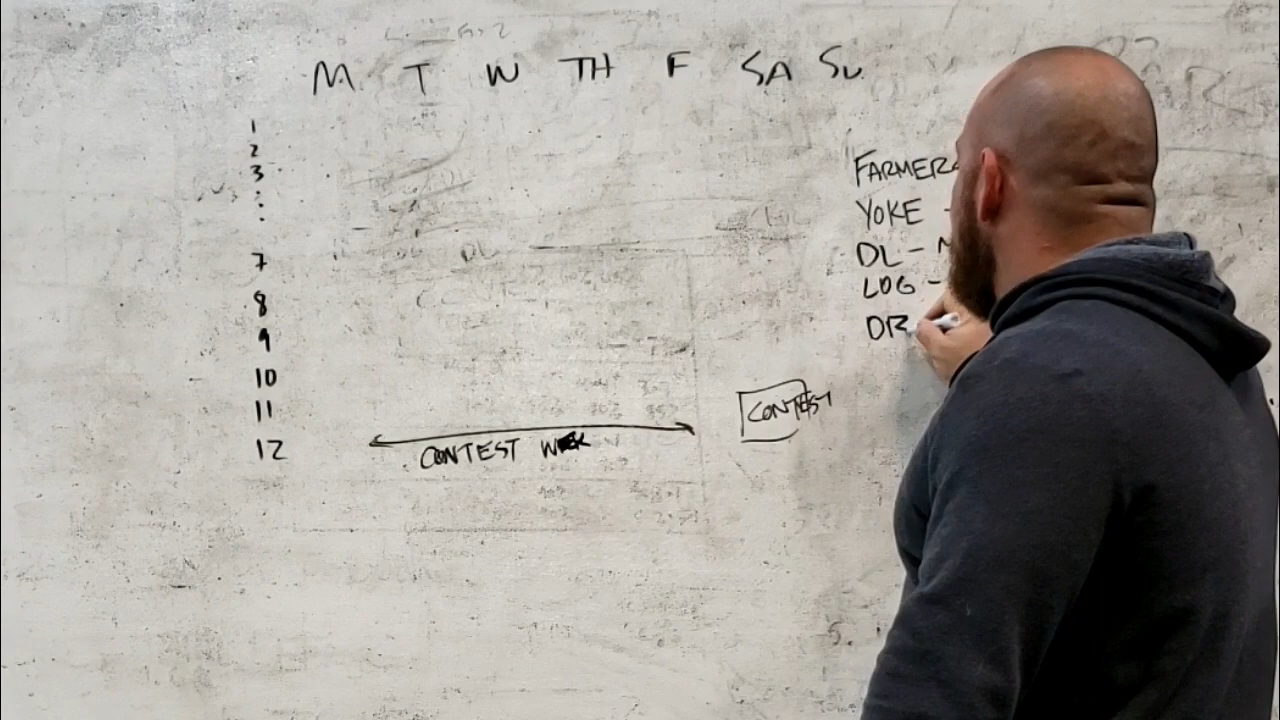 M T W TH F SA SU
1
2
3
7
8
9
10
11
12
CONTEST WEEK
CONTEST
FARMERS
YOKE -
DL - M
LOG -
DR